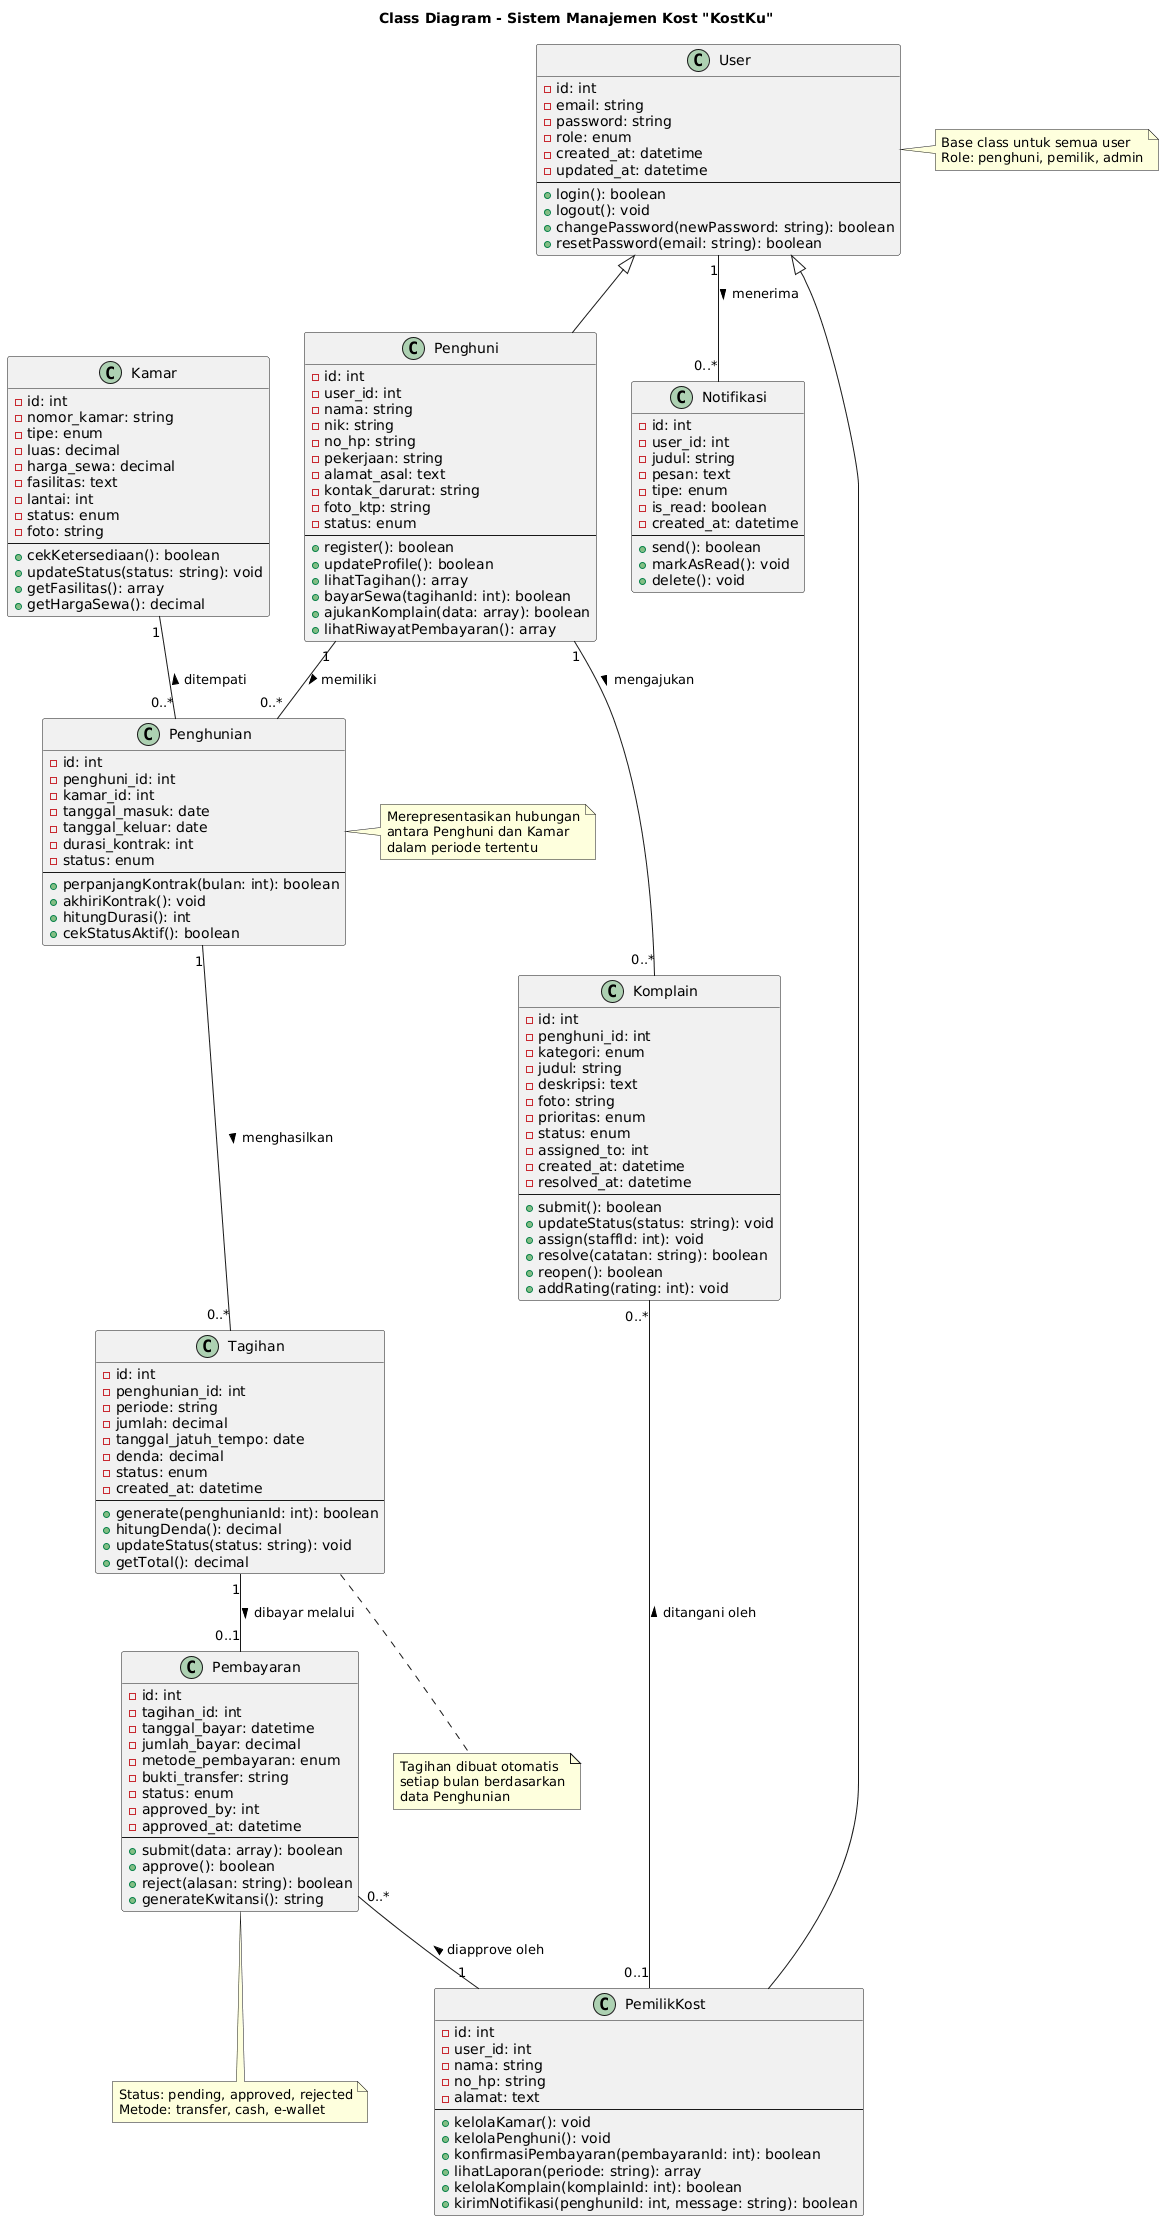 Class Diagram - Sistem Manajemen Kost "KostKu"
C User
id: int
email: string
password: string
role: enum
created_at: datetime
updated_at: datetime
login(): boolean
logout(): void
changePassword(newPassword: string): boolean
resetPassword(email: string): boolean
Base class untuk semua user
Role: penghuni, pemilik, admin
1
menerima
0..*
C Kamar
id: int
nomor_kamar: string
tipe: enum
luas: decimal
harga_sewa: decimal
fasilitas: text
lantai: int
status: enum
foto: string
cekKetersediaan(): boolean
updateStatus(status: string): void
getFasilitas(): array
getHargaSewa(): decimal
C Penghuni
id: int
user_id: int
nama: string
nik: string
no_hp: string
pekerjaan: string
alamat_asal: text
kontak_darurat: string
foto_ktp: string
status: enum
register(): boolean
updateProfile(): boolean
lihatTagihan(): array
bayarSewa(tagihanId: int): boolean
ajukanKomplain(data: array): boolean
lihatRiwayatPembayaran(): array
C Notifikasi
id: int
user_id: int
judul: string
pesan: text
tipe: enum
is_read: boolean
created_at: datetime
send(): boolean
markAsRead(): void
delete(): void
1
ditempati
0..*
1
memiliki
0..*
1
mengajukan
0..*
C Penghunian
id: int
penghuni_id: int
kamar_id: int
tanggal_masuk: date
tanggal_keluar: date
durasi_kontrak: int
status: enum
perpanjangKontrak(bulan: int): boolean
akhiriKontrak(): void
hitungDurasi(): int
cekStatusAktif(): boolean
Merepresentasikan hubungan
antara Penghuni dan Kamar
dalam periode tertentu
1
menghasilkan
0..*
C Komplain
id: int
penghuni_id: int
kategori: enum
judul: string
deskripsi: text
foto: string
prioritas: enum
status: enum
assigned_to: int
created_at: datetime
resolved_at: datetime
submit(): boolean
updateStatus(status: string): void
assign(staffId: int): void
resolve(catatan: string): boolean
reopen(): boolean
addRating(rating: int): void
0..*
ditangani oleh
0..1
C Tagihan
id: int
penghunian_id: int
periode: string
jumlah: decimal
tanggal_jatuh_tempo: date
denda: decimal
status: enum
created_at: datetime
generate(penghunianId: int): boolean
hitungDenda(): decimal
updateStatus(status: string): void
getTotal(): decimal
1
dibayar melalui
0..1
C Pembayaran
id: int
tagihan_id: int
tanggal_bayar: datetime
jumlah_bayar: decimal
metode_pembayaran: enum
bukti_transfer: string
status: enum
approved_by: int
approved_at: datetime
submit(data: array): boolean
approve(): boolean
reject(alasan: string): boolean
generateKwitansi(): string
Tagihan dibuat otomatis
setiap bulan berdasarkan
data Penghunian
0..*
diapprove oleh
1
C PemilikKost
id: int
user_id: int
nama: string
no_hp: string
alamat: text
kelolaKamar(): void
kelolaPenghuni(): void
konfirmasiPembayaran(pembayaranId: int): boolean
lihatLaporan(periode: string): array
kelolaKomplain(komplainId: int): boolean
kirimNotifikasi(penghuniId: int, message: string): boolean
Status: pending, approved, rejected
Metode: transfer, cash, e-wallet